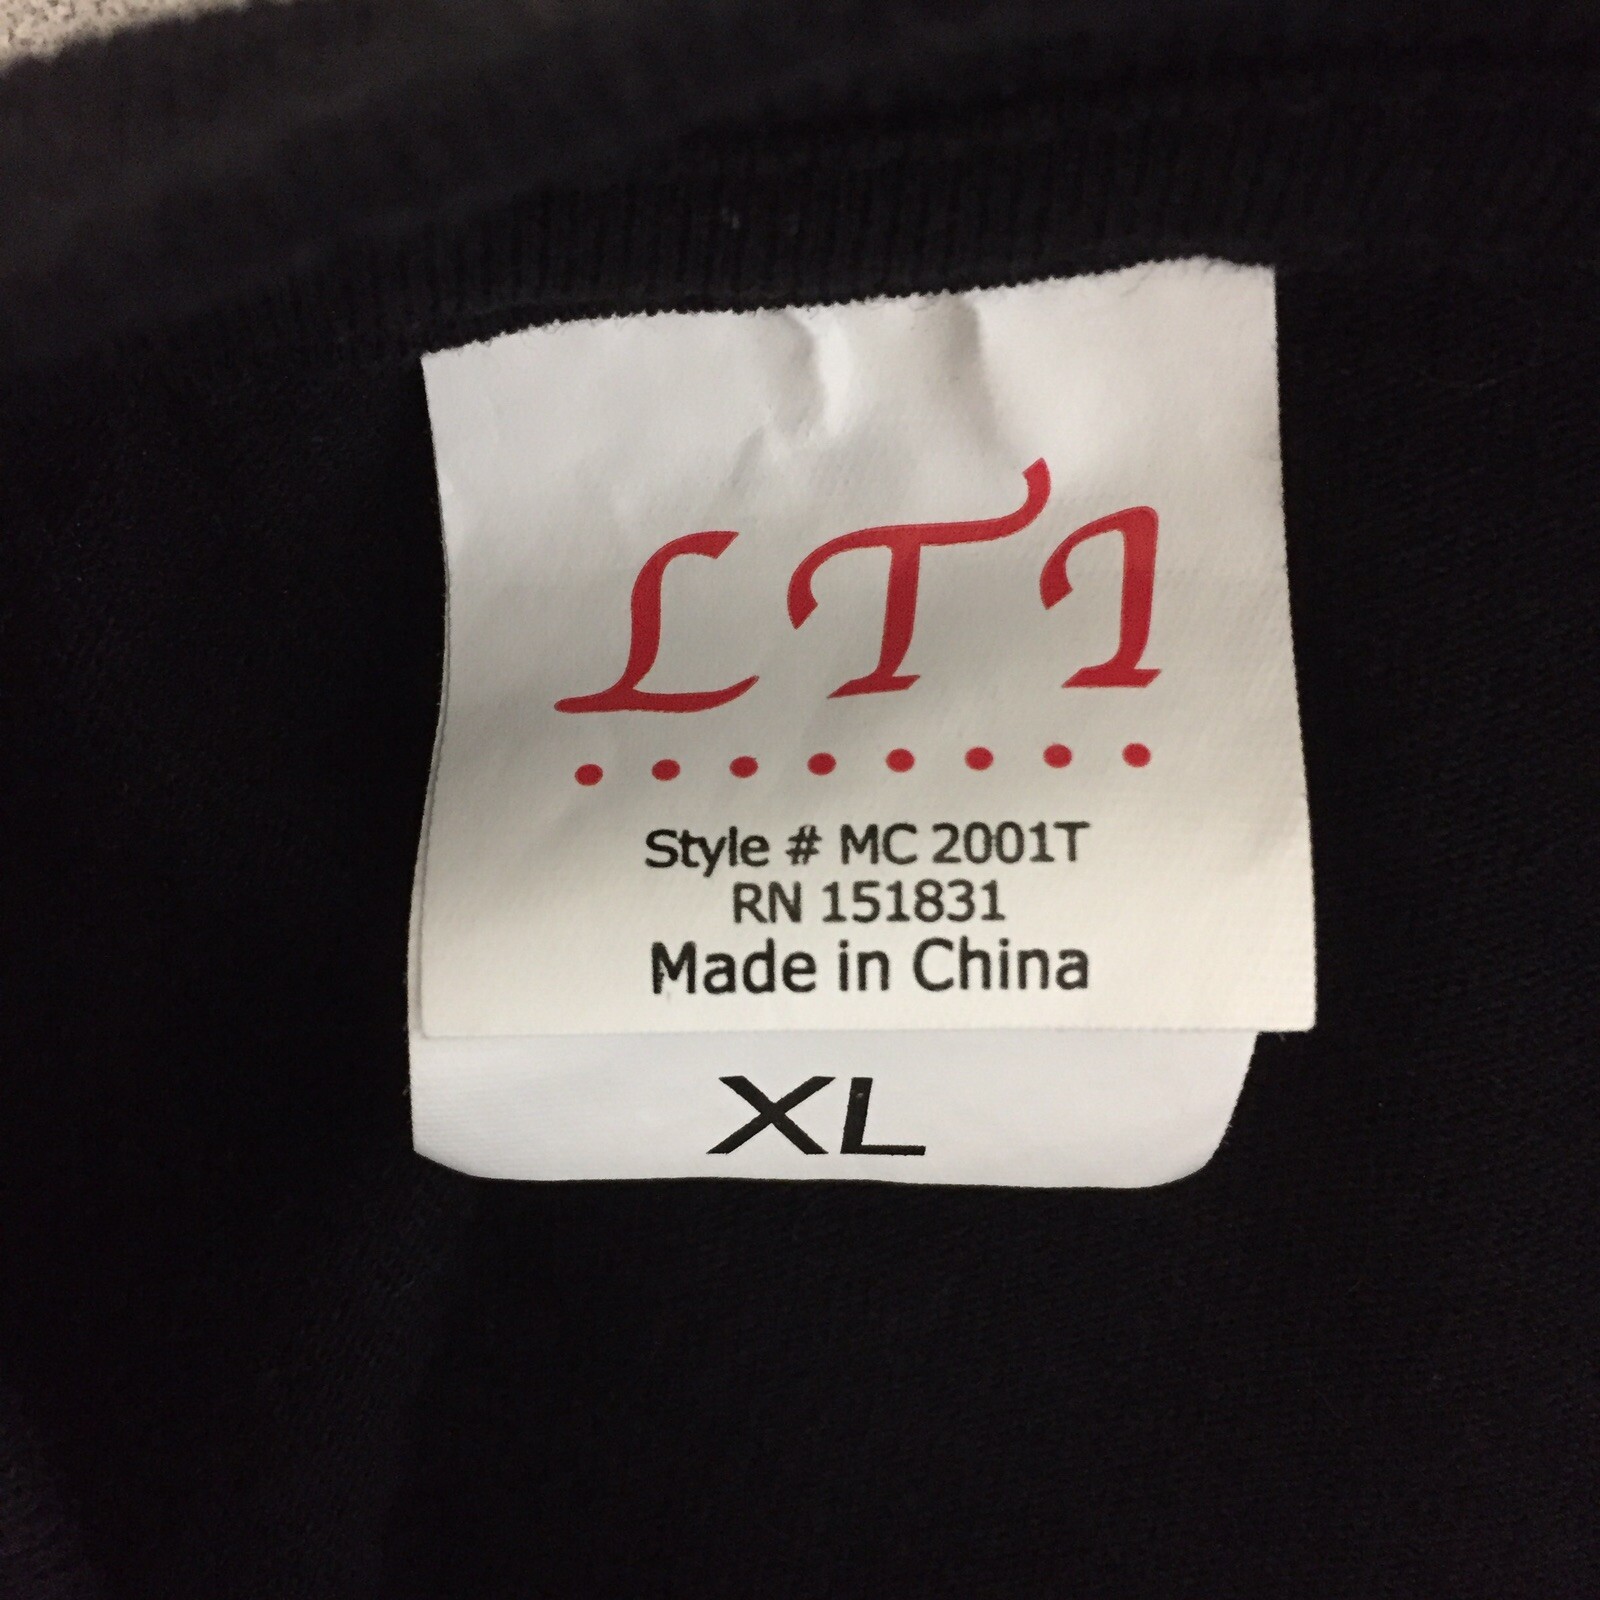 LTI
Style # MC 2001T
RN 151831
Made in China
XL